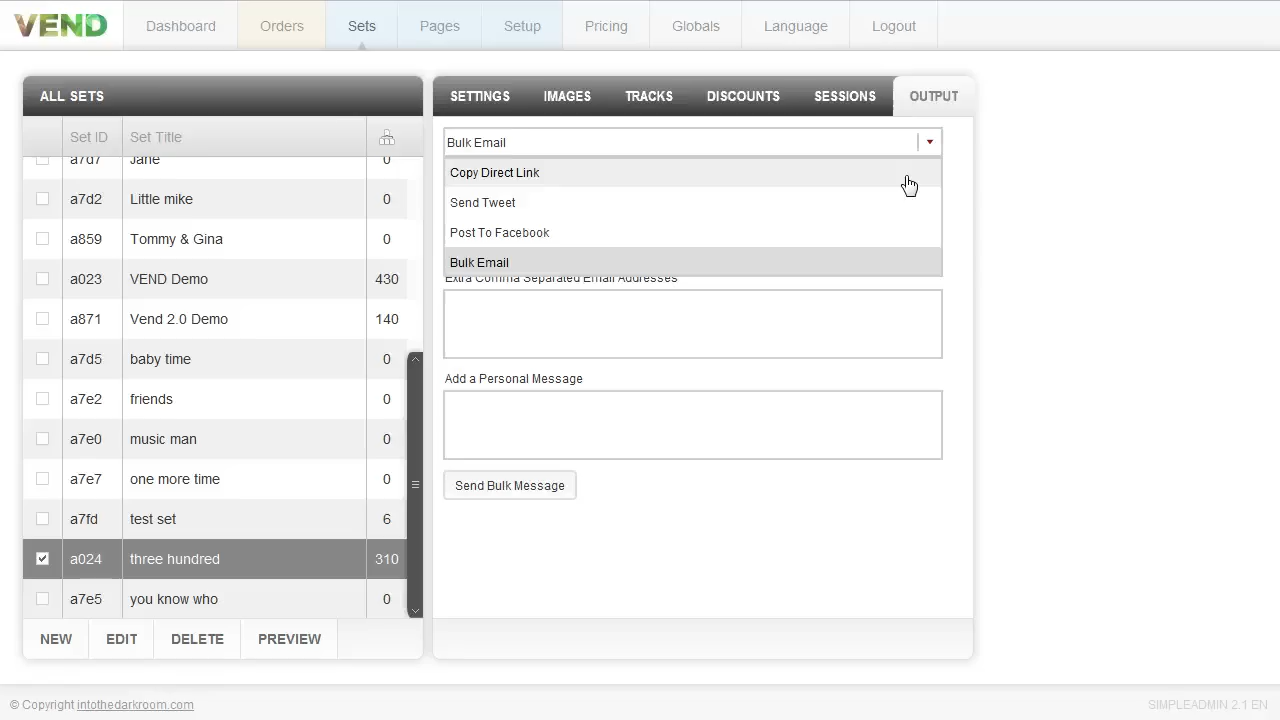 VEND Dashboard Orders Sets Pages Setup Pricing Globals Language Logout
ALL SETS
Set ID Set Title
a7d7 Jane 0
a7d2 Little mike 0
a859 Tommy & Gina 0
a023 VEND Demo 430
a871 Vend 2.0 Demo 140
a7d5 baby time 0
a7e2 friends 0
a7e0 music man 0
a7e7 one more time 0
a7fd test set 6
a024 three hundred 310
a7e5 you know who 0
NEW EDIT DELETE PREVIEW
SETTINGS IMAGES TRACKS DISCOUNTS SESSIONS OUTPUT
Bulk Email
Copy Direct Link
Send Tweet
Post To Facebook
Bulk Email
Extra Comma Separated Email Addresses
Add a Personal Message
Send Bulk Message
© Copyright intothedarkroom.com
SIMPLEADMIN 2.1 EN